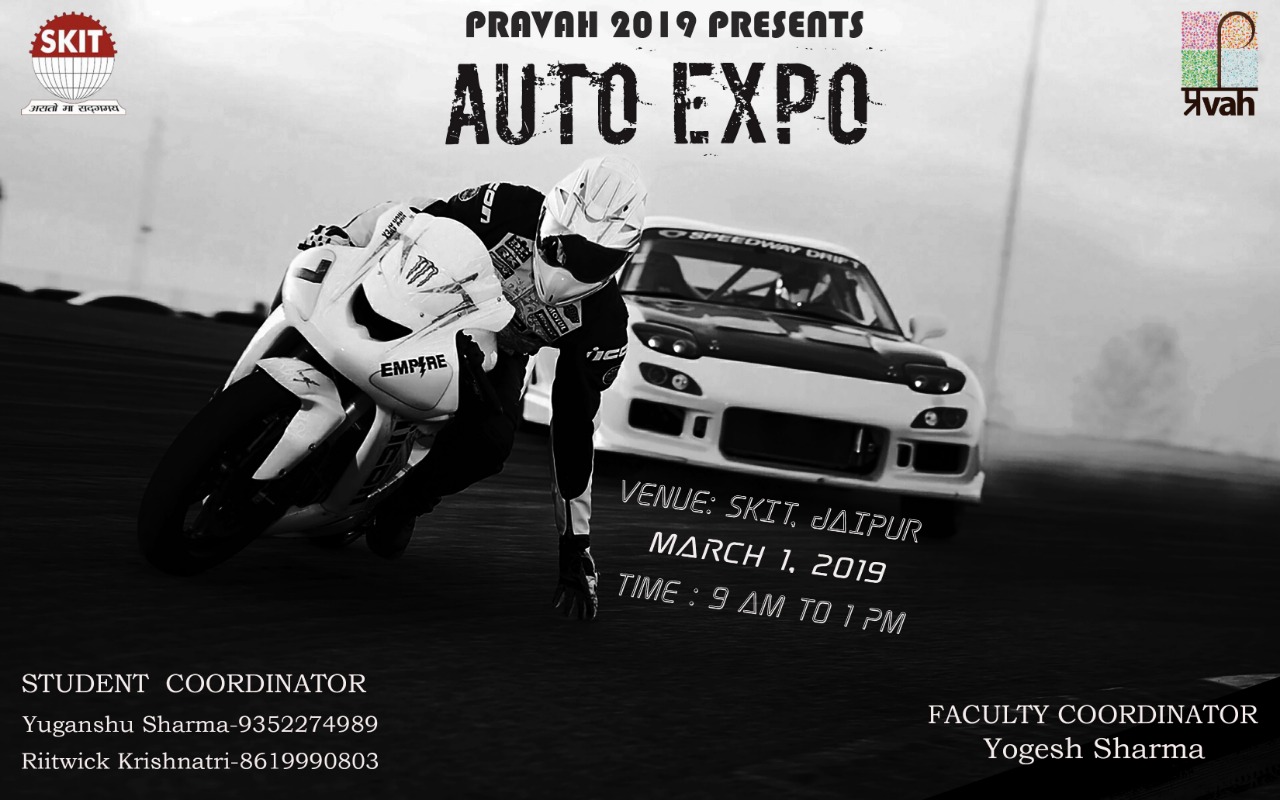 PRAVAH 2019 PRESENTS
AUTO EXPO
SKIT
असतो मा सद्गमय
प्रvah
SPEEDWAY DRIFT
EMPIRE
VENUE: SKIT, JAIPUR
MARCH 1, 2019
TIME : 9 AM TO 1 PM
STUDENT COORDINATOR
Yuganshu Sharma-9352274989
Riitwick Krishnatri-8619990803
FACULTY COORDINATOR
Yogesh Sharma